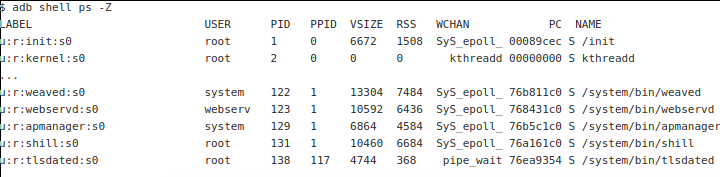 $ adb shell ps -Z
LABEL USER PID PPID VSIZE RSS WCHAN PC NAME
u:r:init:s0 root 1 0 6672 1508 SyS_epoll_ 00089cec S /init
u:r:kernel:s0 root 2 0 0 0 kthreadd 00000000 S kthreadd
...
u:r:weaved:s0 system 122 1 13304 7484 SyS_epoll_ 76b811c0 S /system/bin/weaved
u:r:webservd:s0 webserv 123 1 10592 6436 SyS_epoll_ 768431c0 S /system/bin/webservd
u:r:apmanager:s0 system 129 1 6864 4584 SyS_epoll_ 76b5c1c0 S /system/bin/apmanager
u:r:shill:s0 root 131 1 10460 6684 SyS_epoll_ 76a161c0 S /system/bin/shill
u:r:tlsdated:s0 root 138 117 4744 368 pipe_wait 76ea9354 S /system/bin/tlsdated